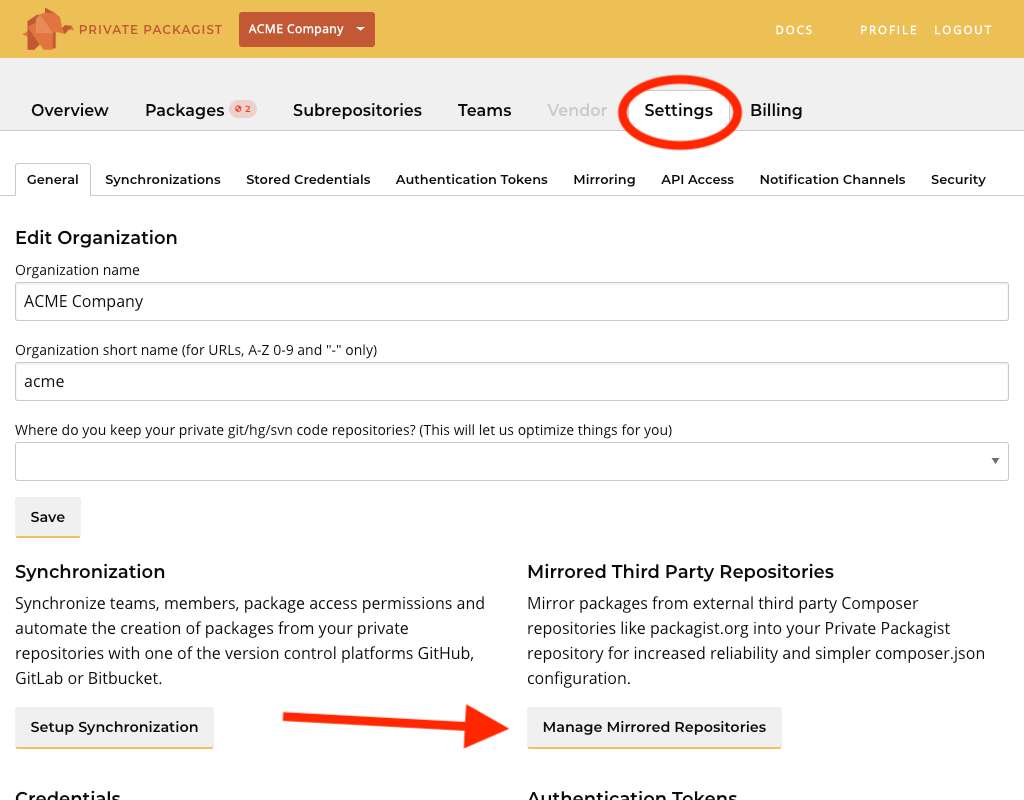 PRIVATE PACKAGIST
ACME Company
DOCS
PROFILE
LOGOUT
Overview
Packages 2
Subrepositories
Teams
Vendor
Settings
Billing
General
Synchronizations
Stored Credentials
Authentication Tokens
Mirroring
API Access
Notification Channels
Security
Edit Organization
Organization name
ACME Company
Organization short name (for URLs, A-Z 0-9 and "-" only)
acme
Where do you keep your private git/hg/svn code repositories? (This will let us optimize things for you)
Save
Synchronization
Synchronize teams, members, package access permissions and
automate the creation of packages from your private
repositories with one of the version control platforms GitHub,
GitLab or Bitbucket.
Setup Synchronization
Mirrored Third Party Repositories
Mirror packages from external third party Composer
repositories like packagist.org into your Private Packagist
repository for increased reliability and simpler composer.json
configuration.
Manage Mirrored Repositories
Credentials
Authentication Tokens